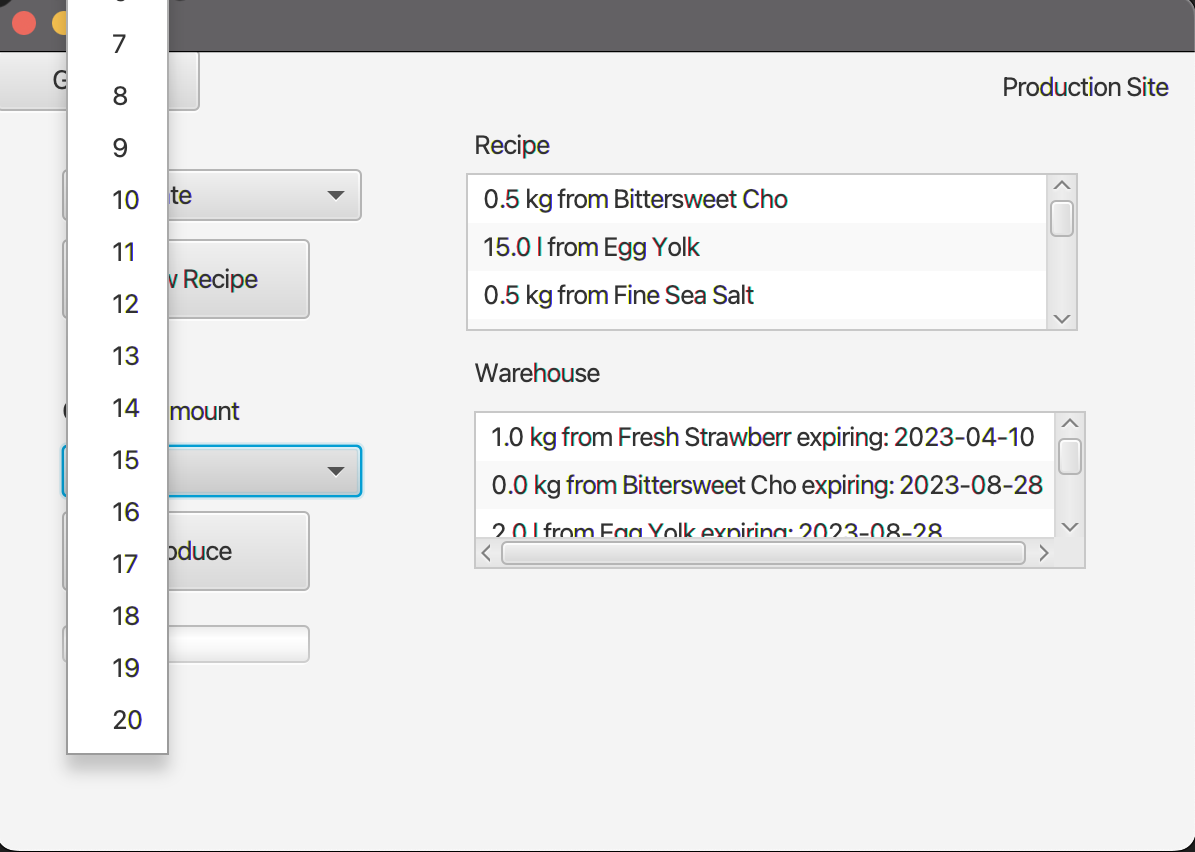 7
8
9
10
11
12
13
14
15
16
17
18
19
20
Production Site
Recipe
Recipe
0.5 kg from Bittersweet Cho
15.0 l from Egg Yolk
0.5 kg from Fine Sea Salt
Warehouse
1.0 kg from Fresh Strawberr expiring: 2023-04-10
0.0 kg from Bittersweet Cho expiring: 2023-08-28
2.0 l from Egg Yolk expiring: 2023-08-28